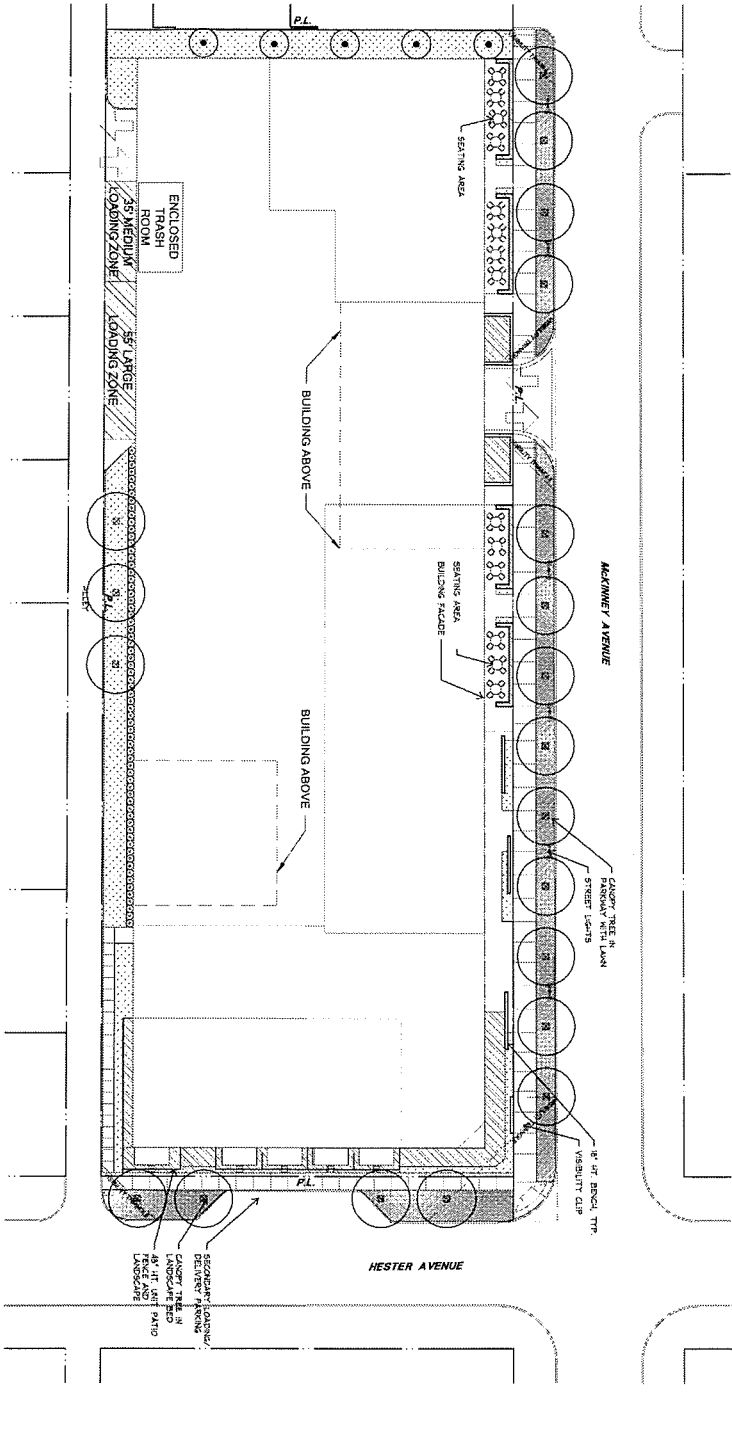 P.L.
SEATING AREA
ENCLOSED
TRASH
ROOM
35' MEDIUM
LOADING ZONE
55' LARGE
LOADING ZONE
BUILDING ABOVE
P.L.
McKINNEY AVENUE
SEATING AREA
BUILDING FACADE
ALLEY
P.L.
BUILDING ABOVE
CANOPY TREE IN
PARKWAY WITH LAWN
STREET LIGHTS
18" HT. BENCH, TYP.
VISIBILITY CLIP
P.L.
HESTER AVENUE
SECONDARY LOADING/
DELIVERY PARKING
CANOPY TREE IN
LANDSCAPE BED
48" HT. UNIT PATIO
FENCE AND
LANDSCAPE